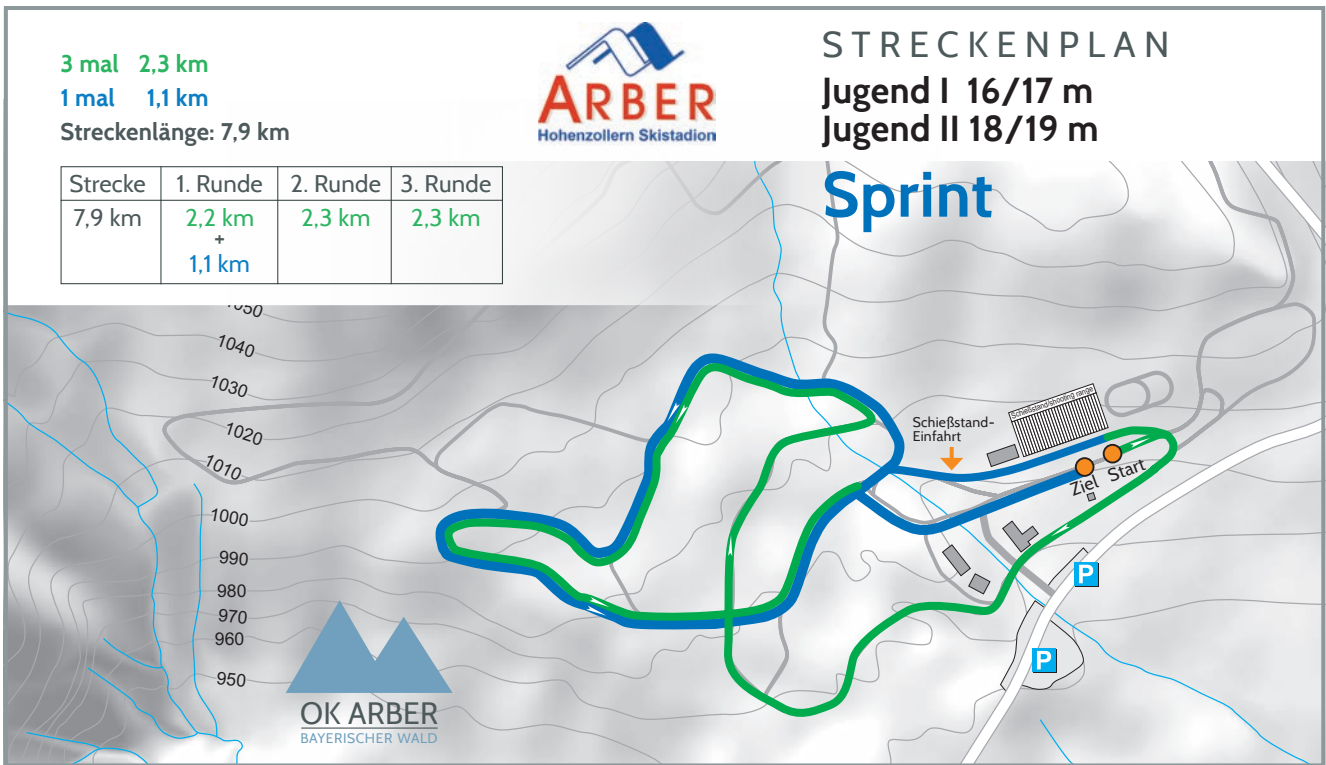 3 mal 2,3 km
1 mal 1,1 km
Streckenlänge: 7,9 km
Strecke 1. Runde 2. Runde 3. Runde
7,9 km 2,2 km 2,3 km 2,3 km
+
1,1 km
ARBER
Hohenzollern Skistadion
STRECKENPLAN
Jugend I 16/17 m
Jugend II 18/19 m
Sprint
1050
1040
1030
1020
1010
1000
990
980
970
960
950
Schießstand/shooting range
Schießstand-
Einfahrt
Ziel
Start
P
P
OK ARBER
BAYERISCHER WALD